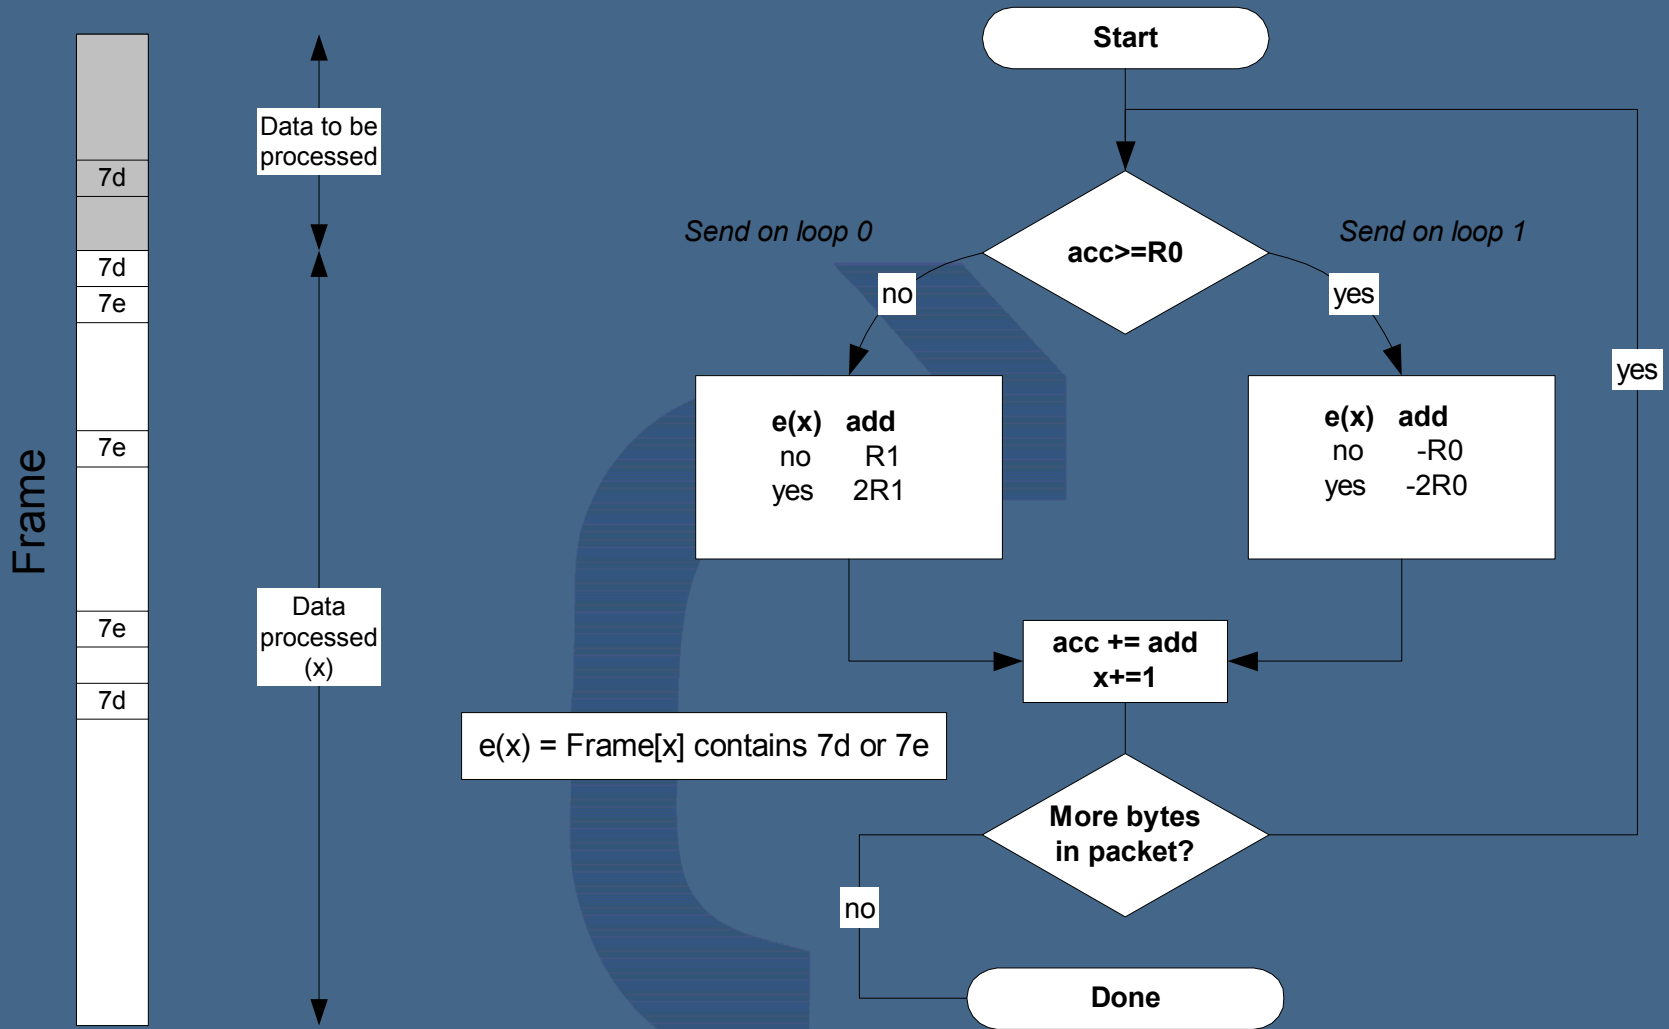 Frame
7d
7d
7e
7e
7e
7d
Data to be
processed
Data
processed
(x)
Start
Send on loop 0
acc>=R0
Send on loop 1
no
yes
e(x) add
no R1
yes 2R1
e(x) add
no -R0
yes -2R0
yes
acc += add
x+=1
e(x) = Frame[x] contains 7d or 7e
More bytes
in packet?
no
Done